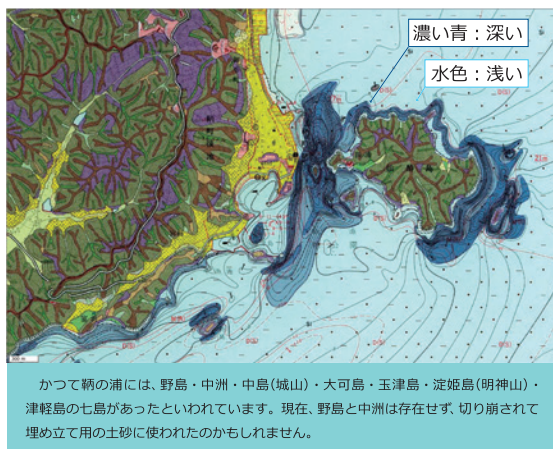 濃い青：深い
水色：浅い
かつて鞆の浦には、野島・中洲・中島（城山）・大可島・玉津島・淀姫島（明神山）・
津軽島の七島があったといわれています。現在、野島と中洲は存在せず、切り崩されて
埋め立て用の土砂に使われたのかもしれません。